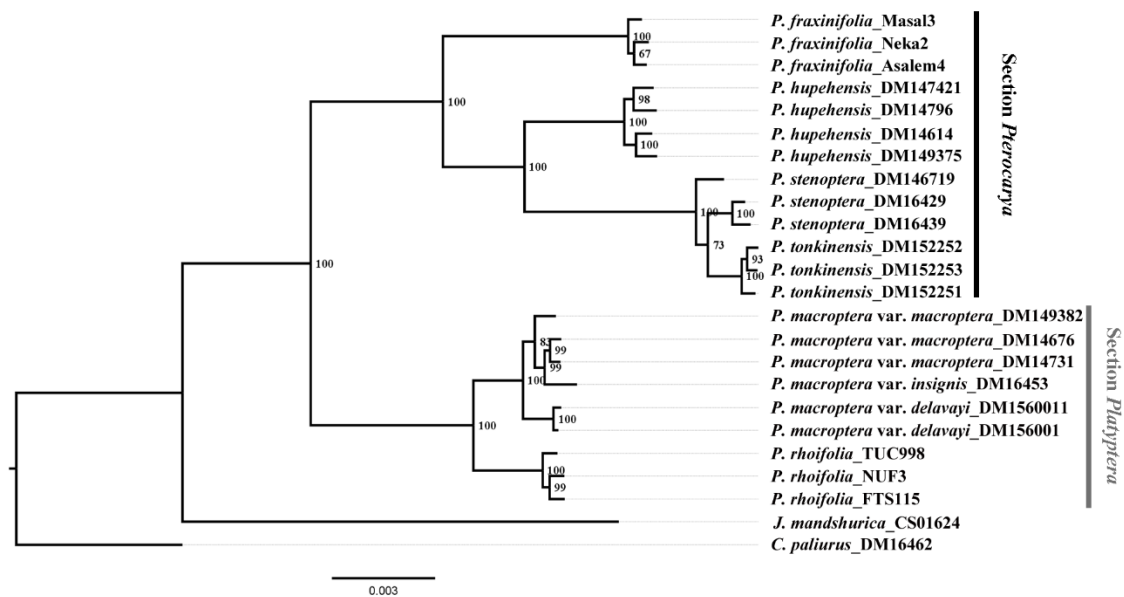 P. fraxinifolia_Masal3
100
P. fraxinifolia_Neka2
67
P. fraxinifolia_Asalem4
P. hupehensis_DM147421
98
100
P. hupehensis_DM14796
100
100
P. hupehensis_DM14614
100
P. hupehensis_DM149375
P. stenoptera_DM146719
P. stenoptera_DM16429
100
100
P. stenoptera_DM16439
73
P. tonkinensis_DM152252
93
P. tonkinensis_DM152253
100
P. tonkinensis_DM152251
Section Pterocarya
100
P. macroptera var. macroptera_DM149382
P. macroptera var. macroptera_DM14676
99
P. macroptera var. macroptera_DM14731
99
100
P. macroptera var. insignis_DM16453
P. macroptera var. delavayi_DM1560011
100
100
P. macroptera var. delavayi_DM156001
P. rhoifolia_TUC998
100
P. rhoifolia_NUF3
99
P. rhoifolia_FTS115
Section Platyptera
J. mandshurica_CS01624
C. paliurus_DM16462
0.003